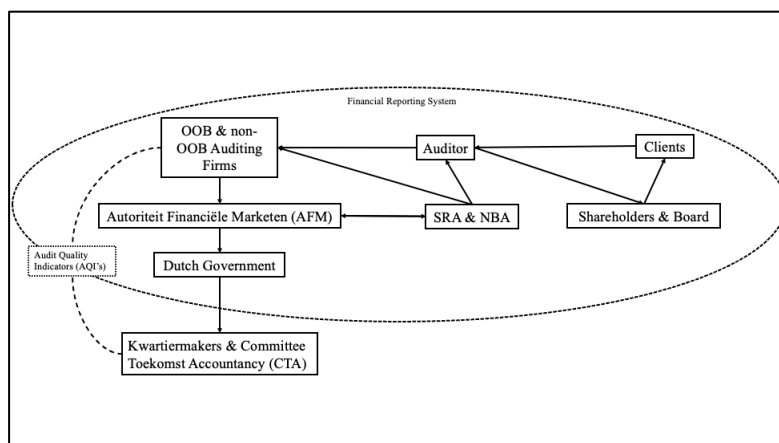 Financial Reporting System
OOB & non-
OOB Auditing
Firms
Auditor
Clients
Autoriteit Financiële Marketen (AFM)
SRA & NBA
Shareholders & Board
Audit Quality
Indicators (AQI's)
Dutch Government
Kwartiermakers & Committee
Toekomst Accountancy (CTA)